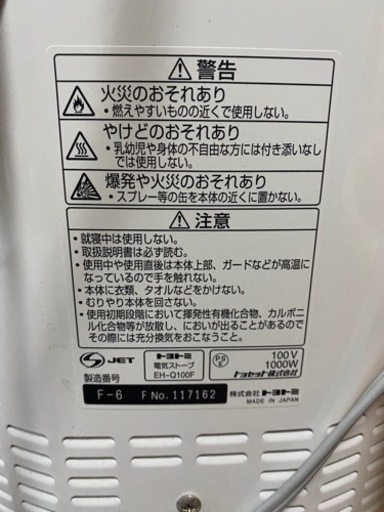 ⚠警告
火災のおそれあり
・燃えやすいものの近くで使用しない。
やけどのおそれあり
・乳幼児や身体の不自由な方には付き添いなし
では使用しない。
爆発や火災のおそれあり
・スプレー等の缶を本体の近くに置かない。
⚠注意
・就寝中は使用しない。
・取扱説明書は必ず読む。
・使用中や使用直後は本体上部、ガードなどが高温に
なっているので手を触れない。
・本体に衣類、タオルなどをかけない。
・むりやり本体を回さない。
・使用初期段階において揮発性有機化合物、カルボニ
ル化合物等が放散し、においが出ることがあるので
その際には充分換気をおこなうこと。
S JET トヨトミ 電気ストーブ EH-Q100F PSE 100V 1000W トヨセット株式会社
製造番号
F-6 F No. 117162 株式会社トヨトミ
MADE IN JAPAN